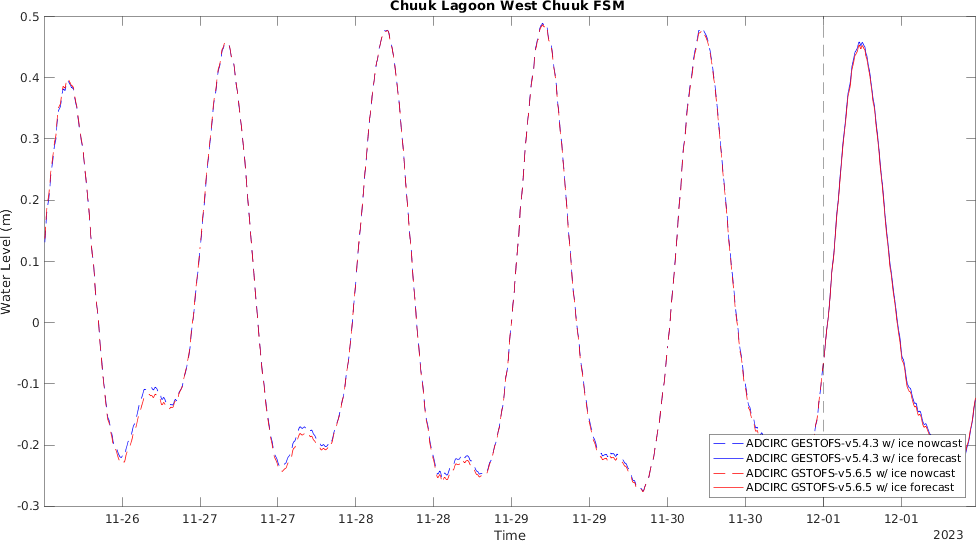 Chuuk Lagoon West Chuuk FSM
0.5
0.4
0.3
0.2
0.1
0
-0.1
-0.2
-0.3
Water Level (m)
ADCIRC GESTOFS-v5.4.3 w/ ice nowcast
ADCIRC GESTOFS-v5.4.3 w/ ice forecast
ADCIRC GSTOFS-v5.6.5 w/ ice nowcast
ADCIRC GSTOFS-v5.6.5 w/ ice forecast
11-26 11-27 11-27 11-28 11-28 11-29 11-29 11-30 11-30 12-01 12-01
Time
2023